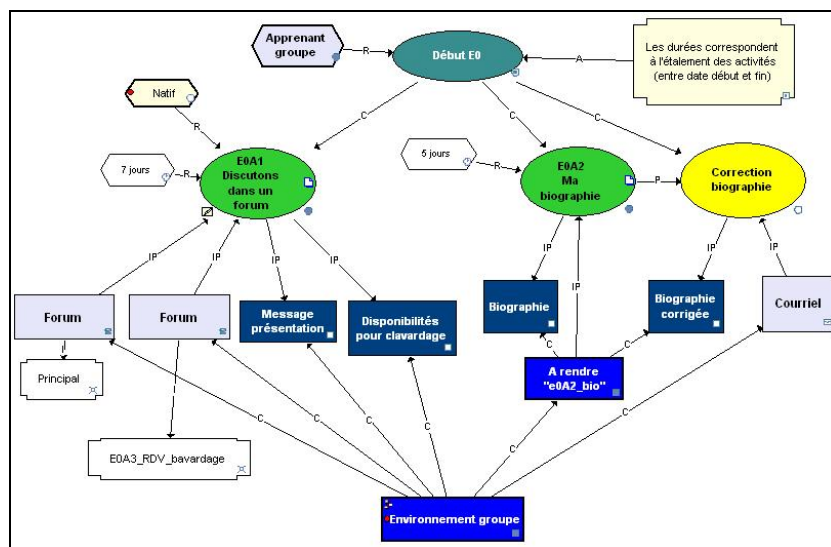 Apprenant
groupe
R
Début E0
A
Les durées correspondent
à l'étalement des activités
(entre date début et fin)
Natif
R
C
C
C
7 jours
R
E0A1
Discutons
dans un
forum
5 jours
R
E0A2
Ma
biographie
P
Correction
biographie
IP
IP
IP
IP
IP
IP
IP
IP
Forum
Forum
Message
présentation
Disponibilités
pour clavardage
Biographie
Biographie
corrigée
Courriel
I
Principal
C
C
A rendre
"e0A2_bio"
E0A3_RDV_bavardage
C
C
C
C
C
C
Environnement groupe